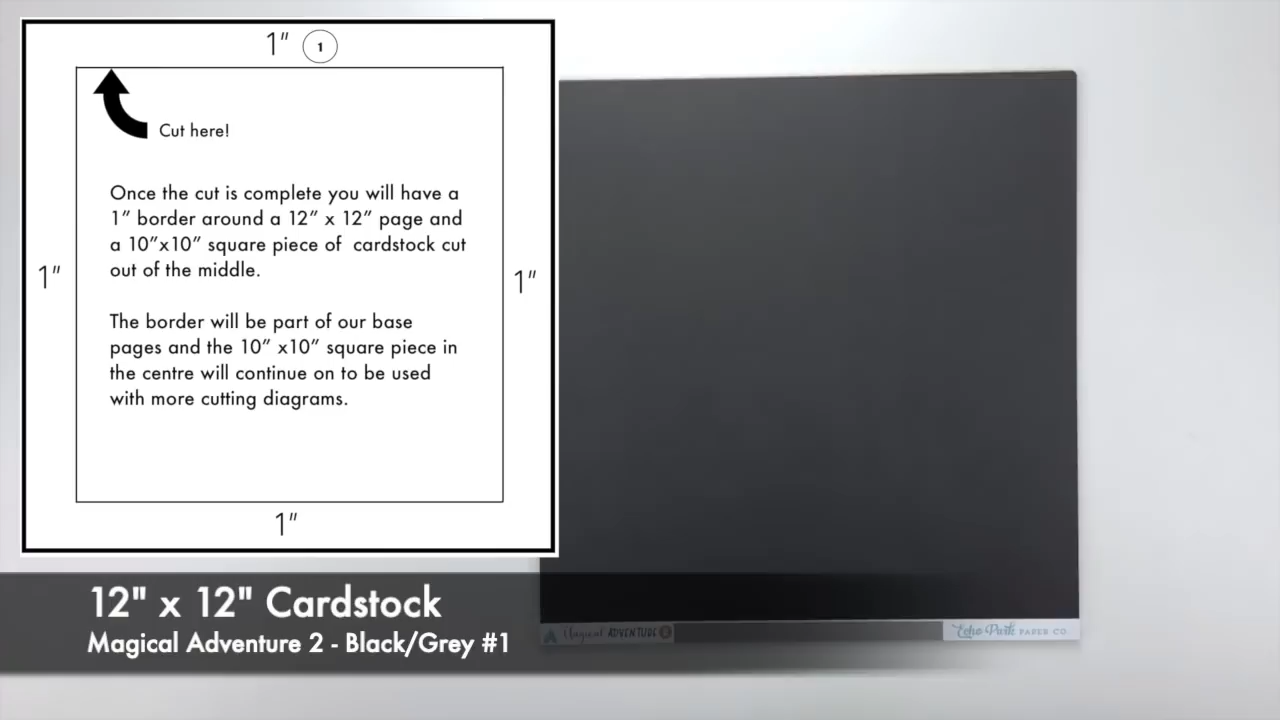 1" 1
Cut here!
Once the cut is complete you will have a
1" border around a 12" x 12" page and
a 10"x10" square piece of cardstock cut
out of the middle.
1"
1"
The border will be part of our base
pages and the 10" x10" square piece in
the centre will continue on to be used
with more cutting diagrams.
1"
12" x 12" Cardstock
Magical Adventure 2 - Black/Grey #1
Magical ADVENTURE 2
Echo Park PAPER CO